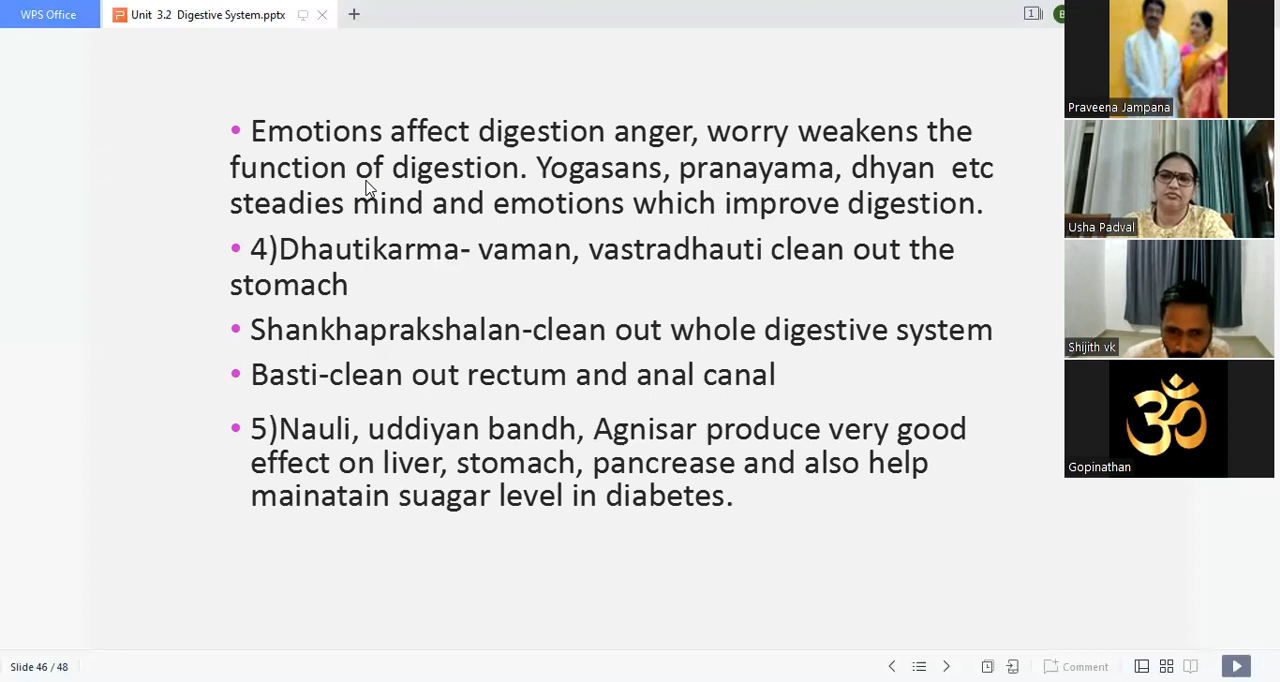 WPS Office
Unit 3.2 Digestive System.pptx
1
• Emotions affect digestion anger, worry weakens the
function of digestion. Yogasans, pranayama, dhyan etc
steadies mind and emotions which improve digestion.
• 4)Dhautikarma- vaman, vastradhauti clean out the
stomach
• Shankhaprakshalan-clean out whole digestive system
• Basti-clean out rectum and anal canal
• 5)Nauli, uddiyan bandh, Agnisar produce very good
effect on liver, stomach, pancrease and also help
mainatain suagar level in diabetes.
Praveena Jampana
Usha Padval
Shijith vk
ॐ
Gopinathan
Slide 46 / 48
Comment